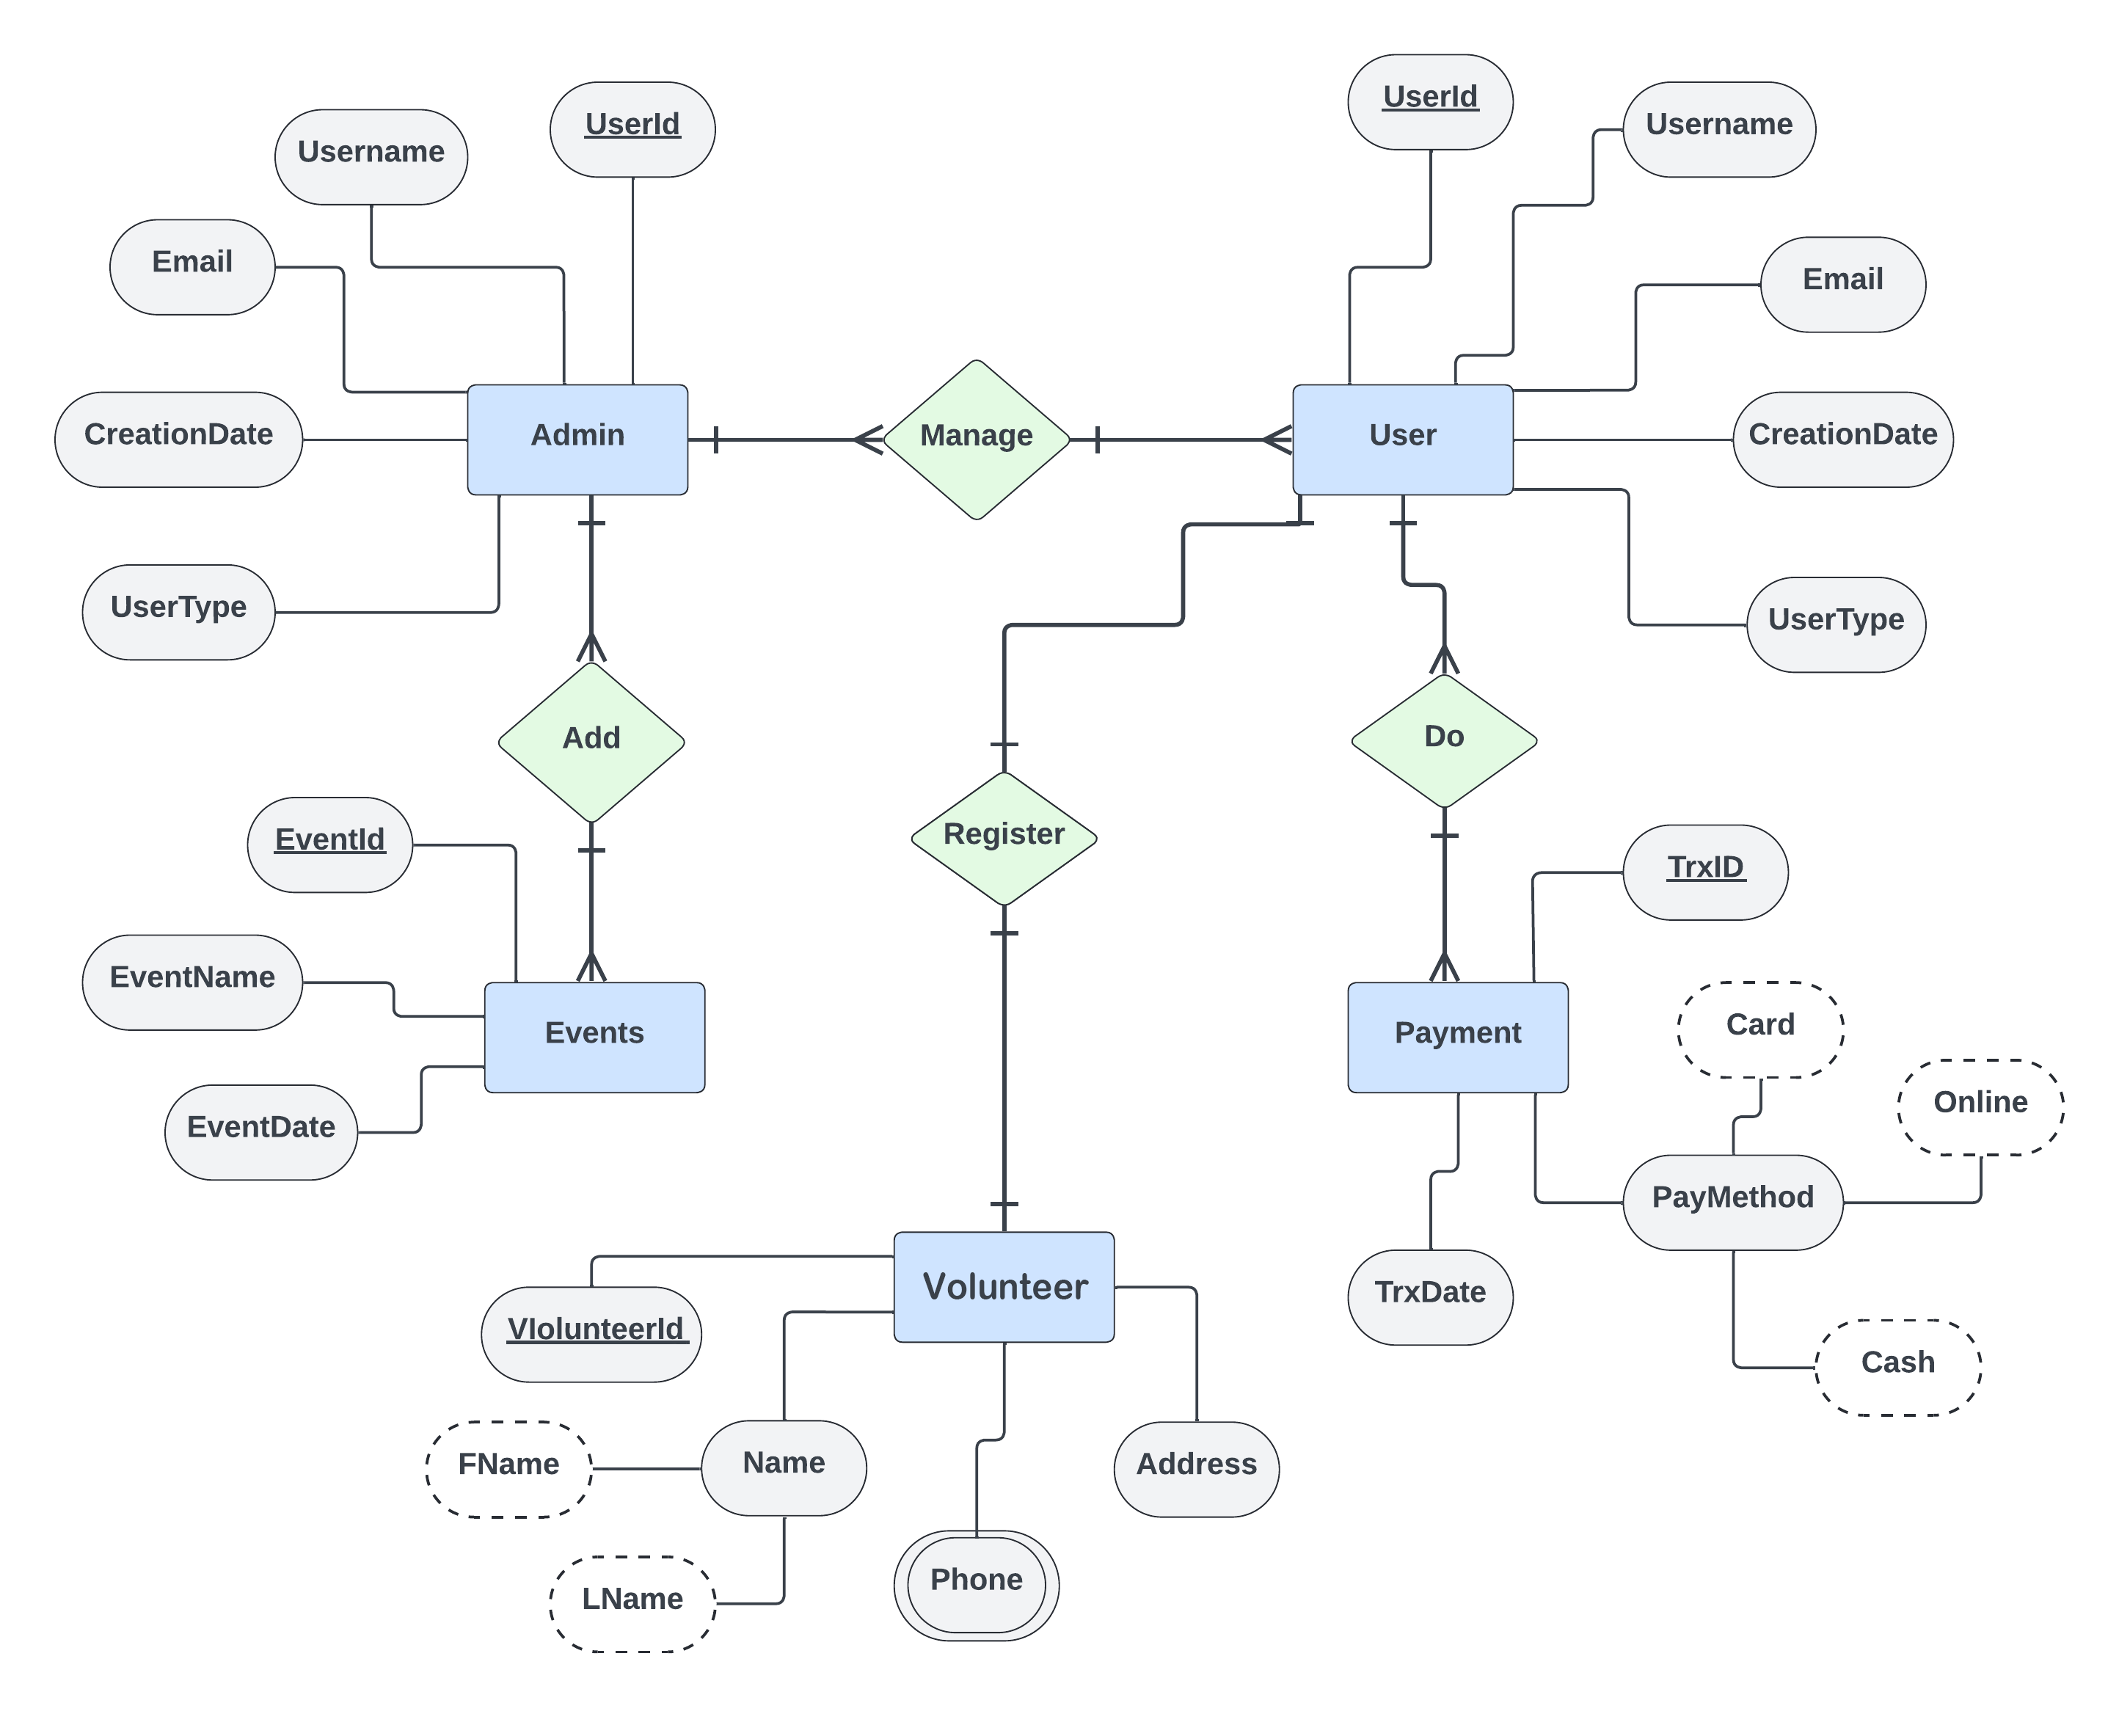 UserId
Username
UserId
Username
Email
Email
CreationDate
Admin
Manage
User
CreationDate
UserType
UserType
Add
Do
Register
EventId
TrxID
EventName
Events
Payment
Card
Online
EventDate
PayMethod
Volunteer
TrxDate
VIolunteerId
Cash
FName
Name
Address
Phone
LName